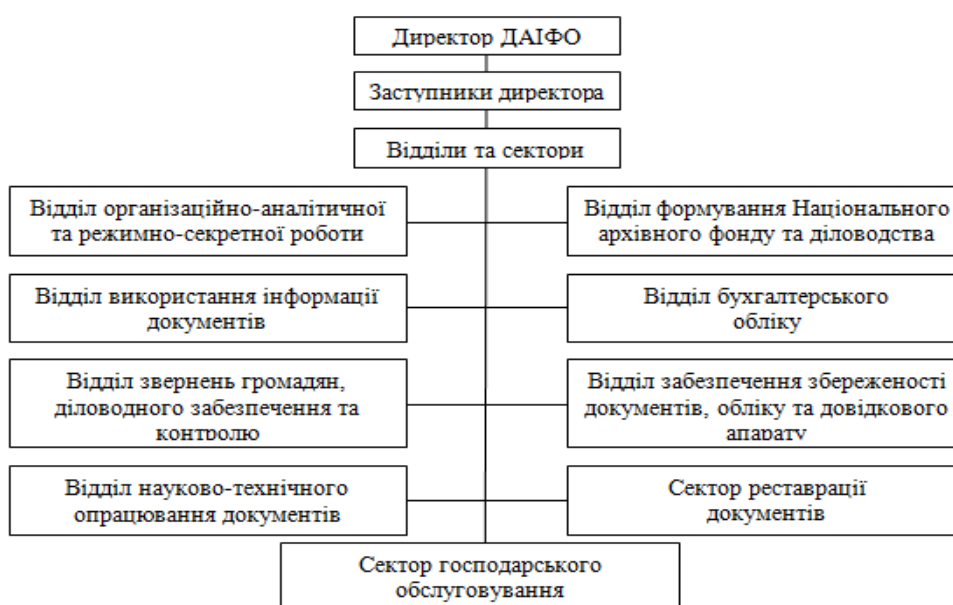 Директор ДАІФО
Заступники директора
Відділи та сектори
Відділ організаційно-аналітичної
та режимно-секретної роботи
Відділ формування Національного
архівного фонду та діловодства
Відділ використання інформації
документів
Відділ бухгалтерського
обліку
Відділ звернень громадян,
діловодного забезпечення та
контролю
Відділ забезпечення збереженості
документів, обліку та довідкового
апарату
Відділ науково-технічного
опрацювання документів
Сектор реставрації
документів
Сектор господарського
обслуговування